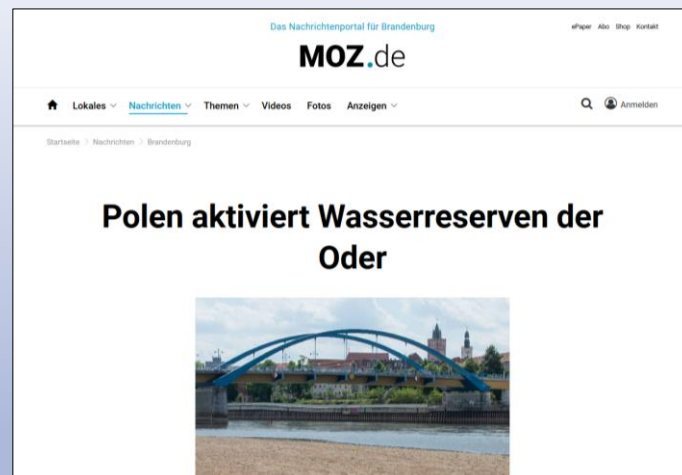 Das Nachrichtenportal für Brandenburg
ePaper Abo Shop Kontakt
MOZ.de
Lokales Nachrichten Themen Videos Fotos Anzeigen Anmelden
Startseite > Nachrichten > Brandenburg
Polen aktiviert Wasserreserven der
Oder